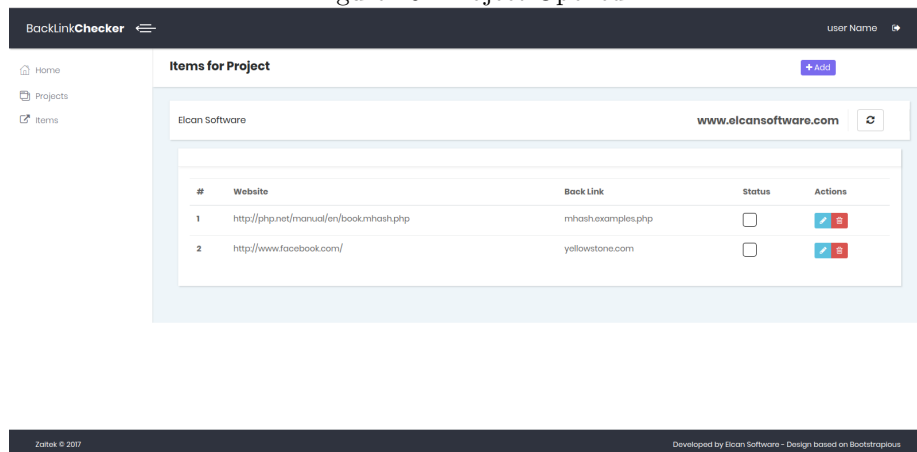 BackLinkChecker user Name
Home
Projects
Items
Items for Project + Add
Elcan Software www.elcansoftware.com
# Website Back Link Status Actions
1 http://php.net/manual/en/book.mhash.php mhash.examples.php
2 http://www.facebook.com/ yellowstone.com
Zaitek © 2017 Developed by Elcan Software - Design based on Bootstrapious